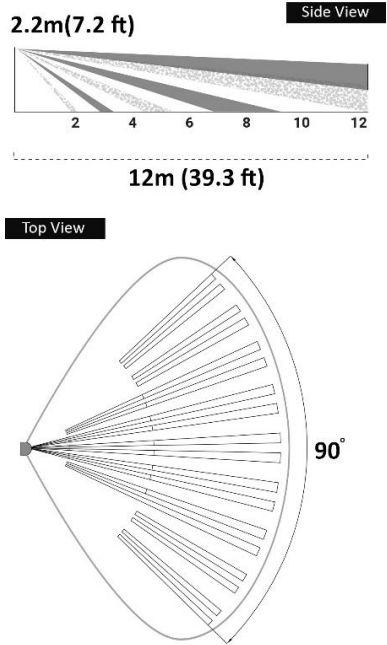 Side View
2.2m(7.2 ft)
2 4 6 8 10 12
12m (39.3 ft)
Top View
90°